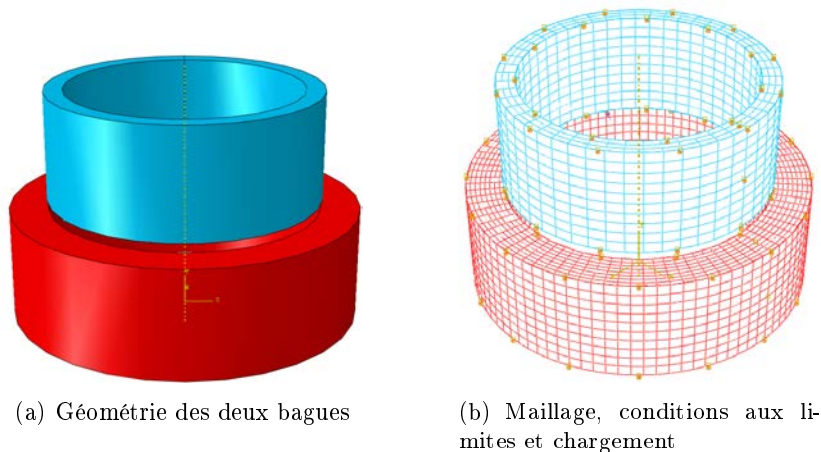 (a) Géométrie des deux bagues
(b) Maillage, conditions aux li-
mites et chargement